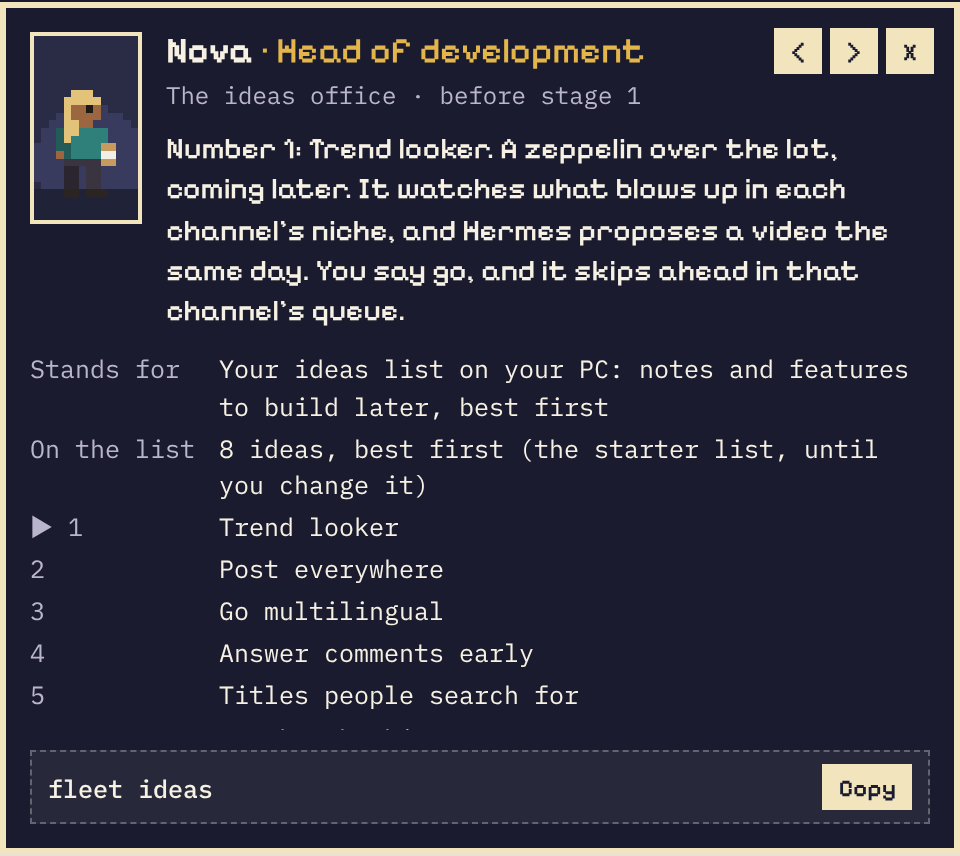 Nova · Head of development
< > x
The ideas office · before stage 1
Number 1: Trend looker. A zeppelin over the lot,
coming later. It watches what blows up in each
channel's niche, and Hermes proposes a video the
same day. You say go, and it skips ahead in that
channel's queue.
Stands for Your ideas list on your PC: notes and features
to build later, best first
On the list 8 ideas, best first (the starter list, until
you change it)
▶ 1 Trend looker
2 Post everywhere
3 Go multilingual
4 Answer comments early
5 Titles people search for
fleet ideas Copy